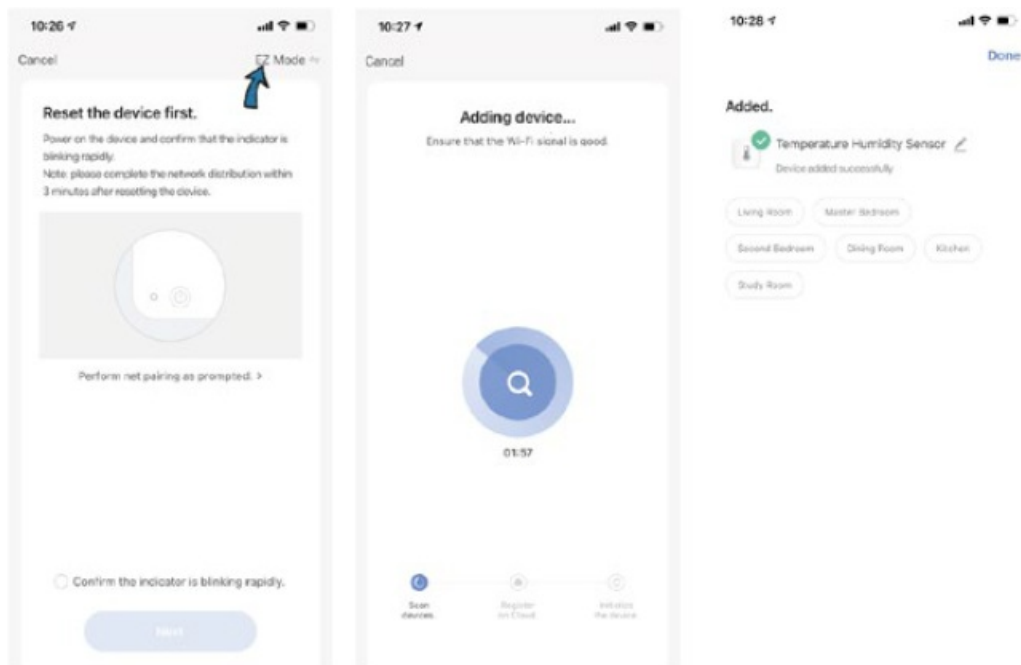 10:26
Cancel
EZ Mode
Reset the device first.
Power on the device and confirm that the indicator is
blinking rapidly.
Note: please complete the network distribution within
3 minutes after resetting the device.
Perform net pairing as prompted. >
Confirm the indicator is blinking rapidly.
Next
10:27
Cancel
Adding device...
Ensure that the Wi-Fi signal is good.
01:57
Scan
devices.
Register
on Cloud.
Initialize
the device.
10:28
Done
Added.
Temperature Humidity Sensor
Device added successfully
Living Room
Master Bedroom
Second Bedroom
Dining Room
Kitchen
Study Room